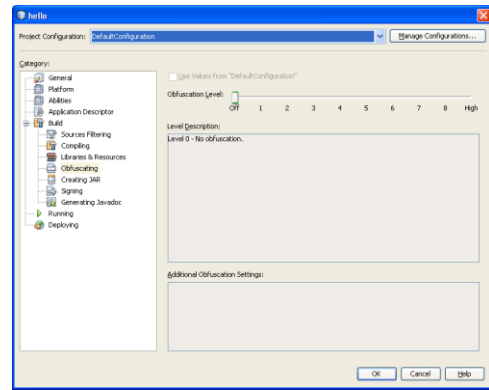 hello
Project Configuration: DefaultConfiguration Manage Configurations...
Category:
General
Platform
Abilities
Application Descriptor
Build
Sources Filtering
Compiling
Libraries & Resources
Obfuscating
Creating JAR
Signing
Generating Javadoc
Running
Deploying
Use Values from "DefaultConfiguration"
Obfuscation Level:
Off 1 2 3 4 5 6 7 8 High
Level Description:
Level 0 - No obfuscation.
Additional Obfuscation Settings:
OK Cancel Help